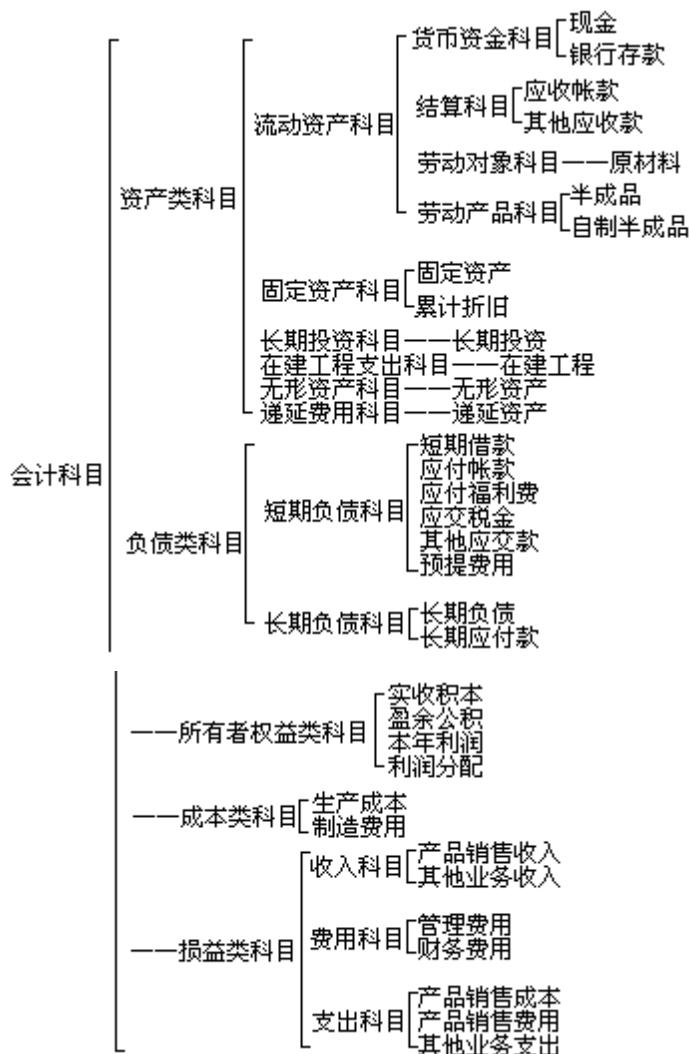 现金
货币资金科目
银行存款
应收帐款
流动资产科目
结算科目
其他应收款
劳动对象科目——原材料
资产类科目
半成品
劳动产品科目
自制半成品
固定资产
固定资产科目
累计折旧
长期投资科目——长期投资
在建工程支出科目——在建工程
无形资产科目——无形资产
递延费用科目——递延资产
会计科目
短期借款
应付帐款
应付福利费
短期负债科目
应交税金
负债类科目
其他应交款
预提费用
长期负债
长期负债科目
长期应付款
实收积本
盈余公积
——所有者权益类科目
本年利润
利润分配
生产成本
——成本类科目
制造费用
产品销售收入
收入科目
其他业务收入
管理费用
费用科目
——损益类科目
财务费用
产品销售成本
支出科目
产品销售费用
其他业务支出